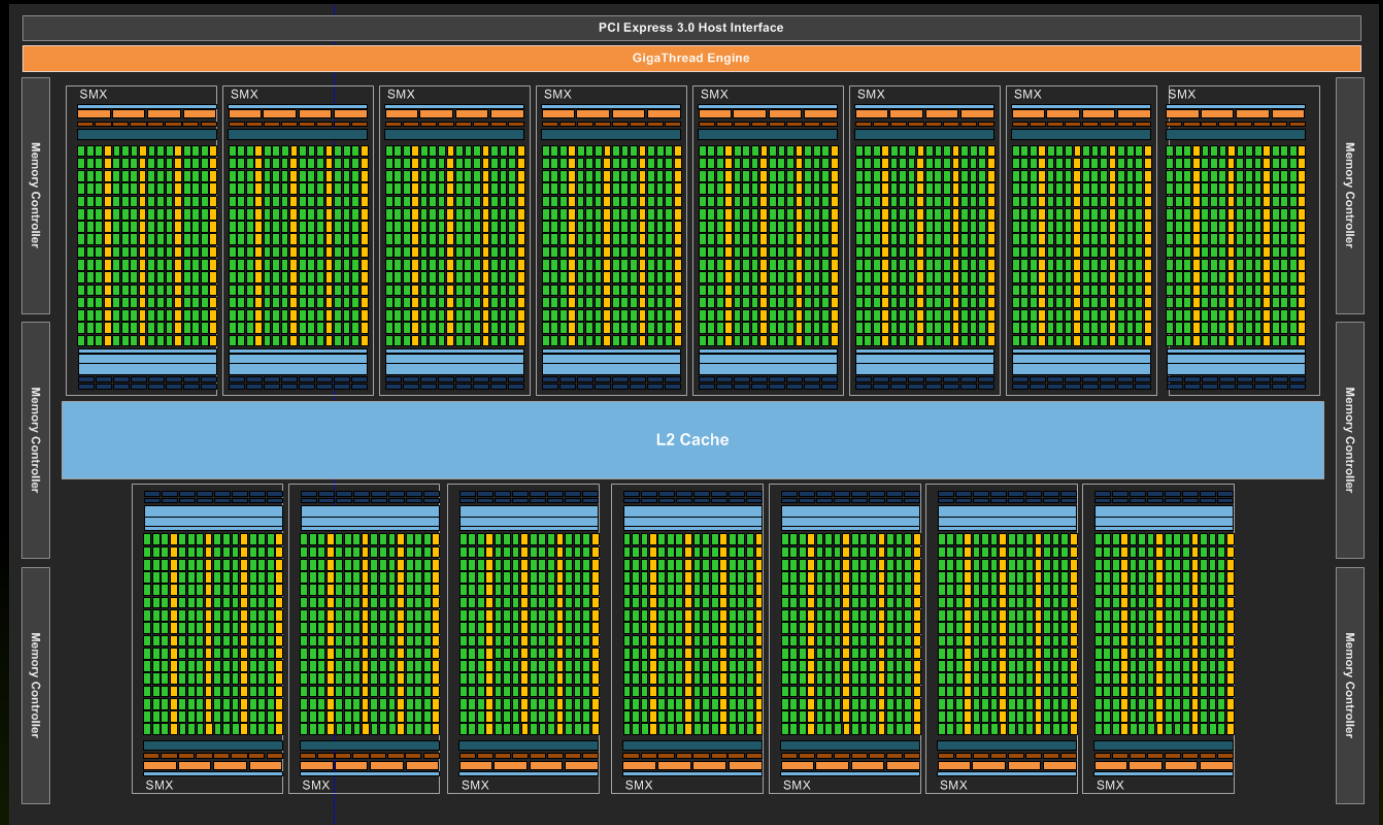 PCI Express 3.0 Host Interface
GigaThread Engine
SMX
SMX
SMX
SMX
SMX
SMX
SMX
SMX
Memory Controller
Memory Controller
L2 Cache
Memory Controller
Memory Controller
Memory Controller
Memory Controller
SMX
SMX
SMX
SMX
SMX
SMX
SMX